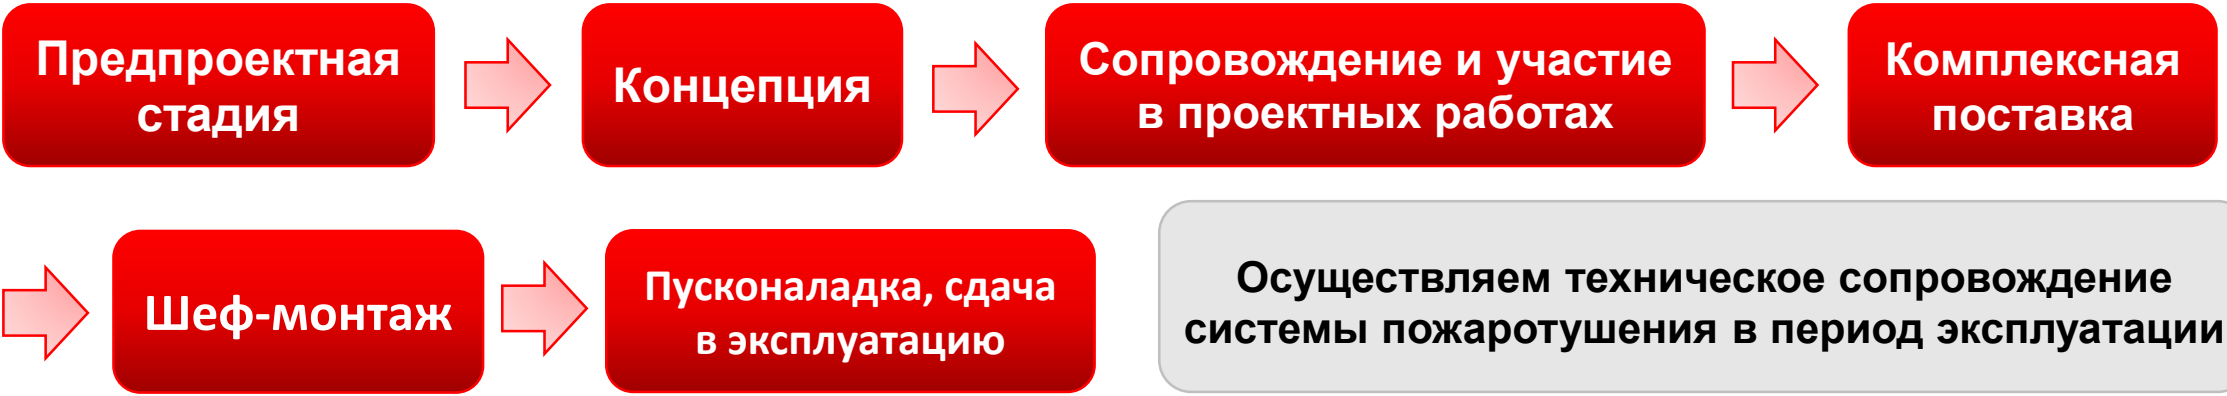 Предпроектная
стадия
Концепция
Сопровождение и участие
в проектных работах
Комплексная
поставка
Шеф-монтаж
Пусконаладка, сдача
в эксплуатацию
Осуществляем техническое сопровождение
системы пожаротушения в период эксплуатации